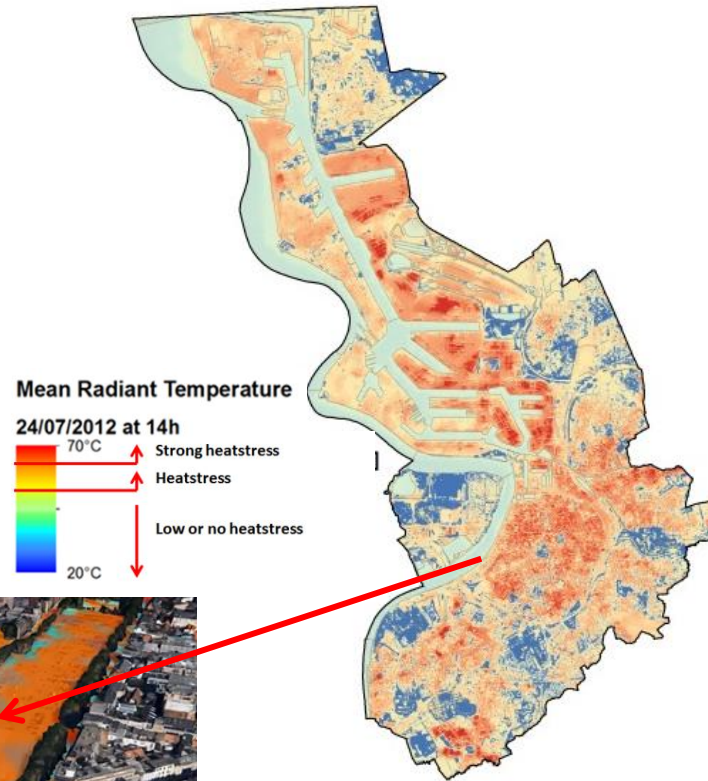 Mean Radiant Temperature
24/07/2012 at 14h
70°C
Strong heatstress
Heatstress
Low or no heatstress
20°C